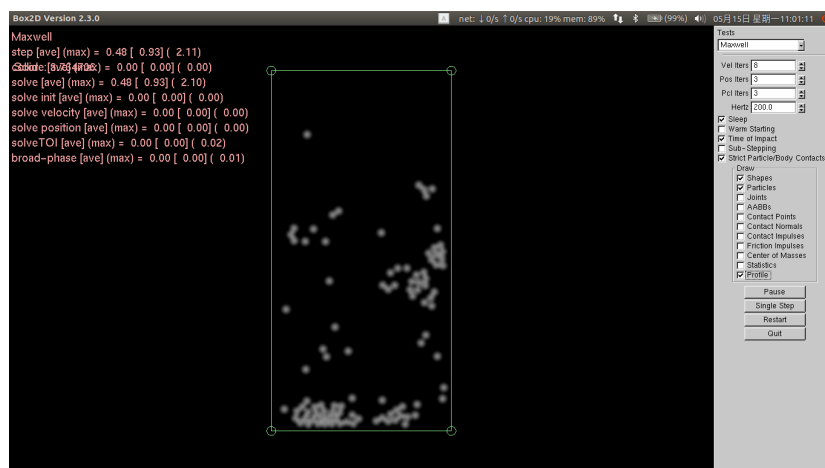 Box2D Version 2.3.0
net: ↓0/s ↑0/s cpu: 19% mem: 89%
(99%)
05月15日 星期一11:01:11
Maxwell
step [ave] (max) = 0.48 [ 0.93] ( 2.11)
[ave] (max) = 0.00 [ 0.00] ( 0.00)
solve [ave] (max) = 0.48 [ 0.93] ( 2.10)
solve init [ave] (max) = 0.00 [ 0.00] ( 0.00)
solve velocity [ave] (max) = 0.00 [ 0.00] ( 0.00)
solve position [ave] (max) = 0.00 [ 0.00] ( 0.00)
solveTOI [ave] (max) = 0.00 [ 0.00] ( 0.02)
broad-phase [ave] (max) = 0.00 [ 0.00] ( 0.01)
Tests
Maxwell
Vel Iters 8
Pos Iters 3
Pcl Iters 3
Hertz 200.0
Sleep
Warm Starting
Time of Impact
Sub-Stepping
Strict Particle/Body Contacts
Draw
Shapes
Particles
Joints
AABBs
Contact Points
Contact Normals
Contact Impulses
Friction Impulses
Center of Masses
Statistics
Profile
Pause
Single Step
Restart
Quit